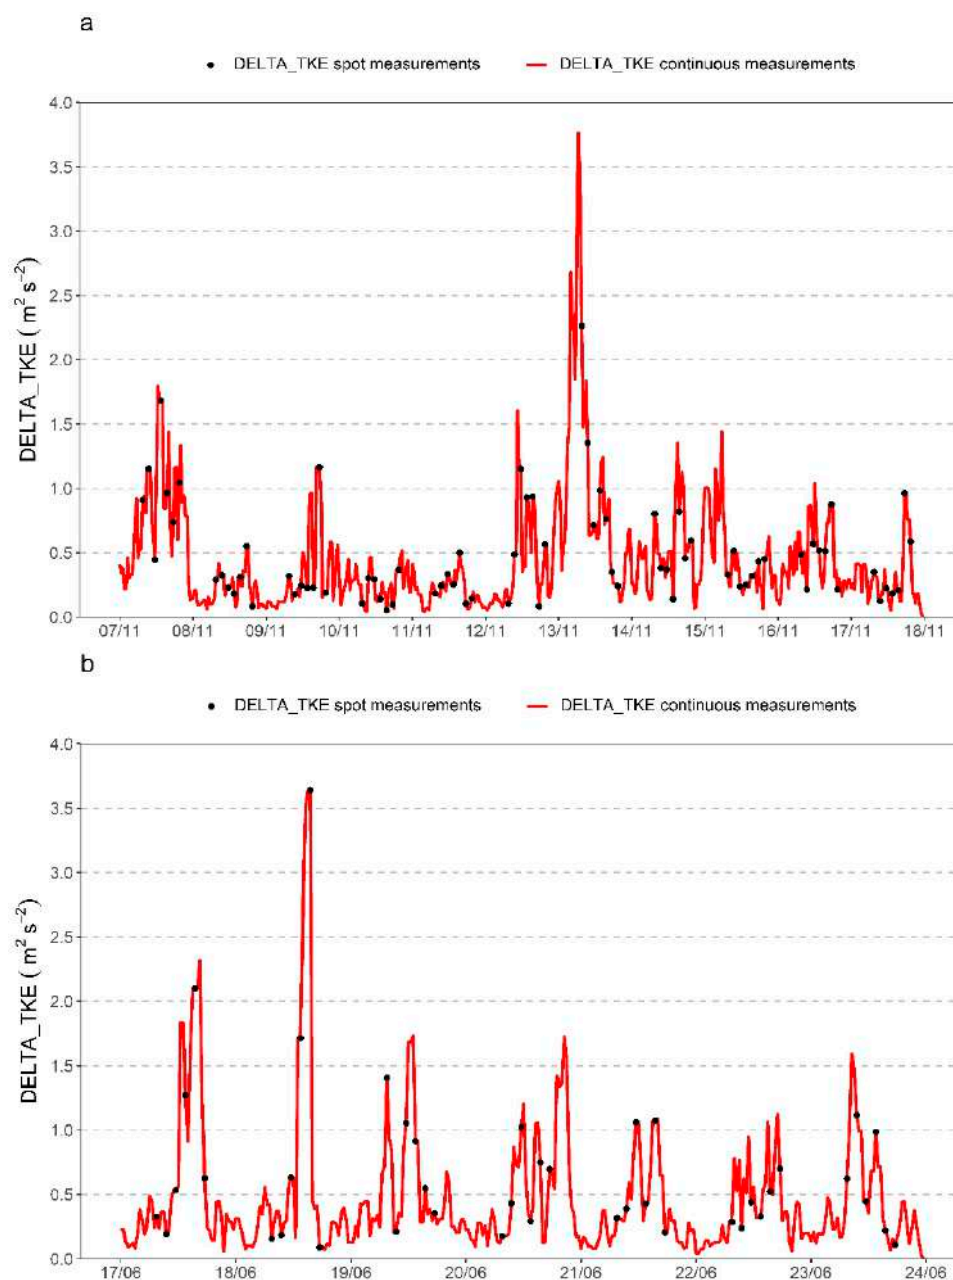 a
DELTA_TKE spot measurements DELTA_TKE continuous measurements
4.0
3.5
3.0
2.5
2.0
1.5
1.0
0.5
0.0
DELTA_TKE ( m² s⁻²)
07/11 08/11 09/11 10/11 11/11 12/11 13/11 14/11 15/11 16/11 17/11 18/11
b
DELTA_TKE spot measurements DELTA_TKE continuous measurements
4.0
3.5
3.0
2.5
2.0
1.5
1.0
0.5
0.0
DELTA_TKE ( m² s⁻²)
17/06 18/06 19/06 20/06 21/06 22/06 23/06 24/06